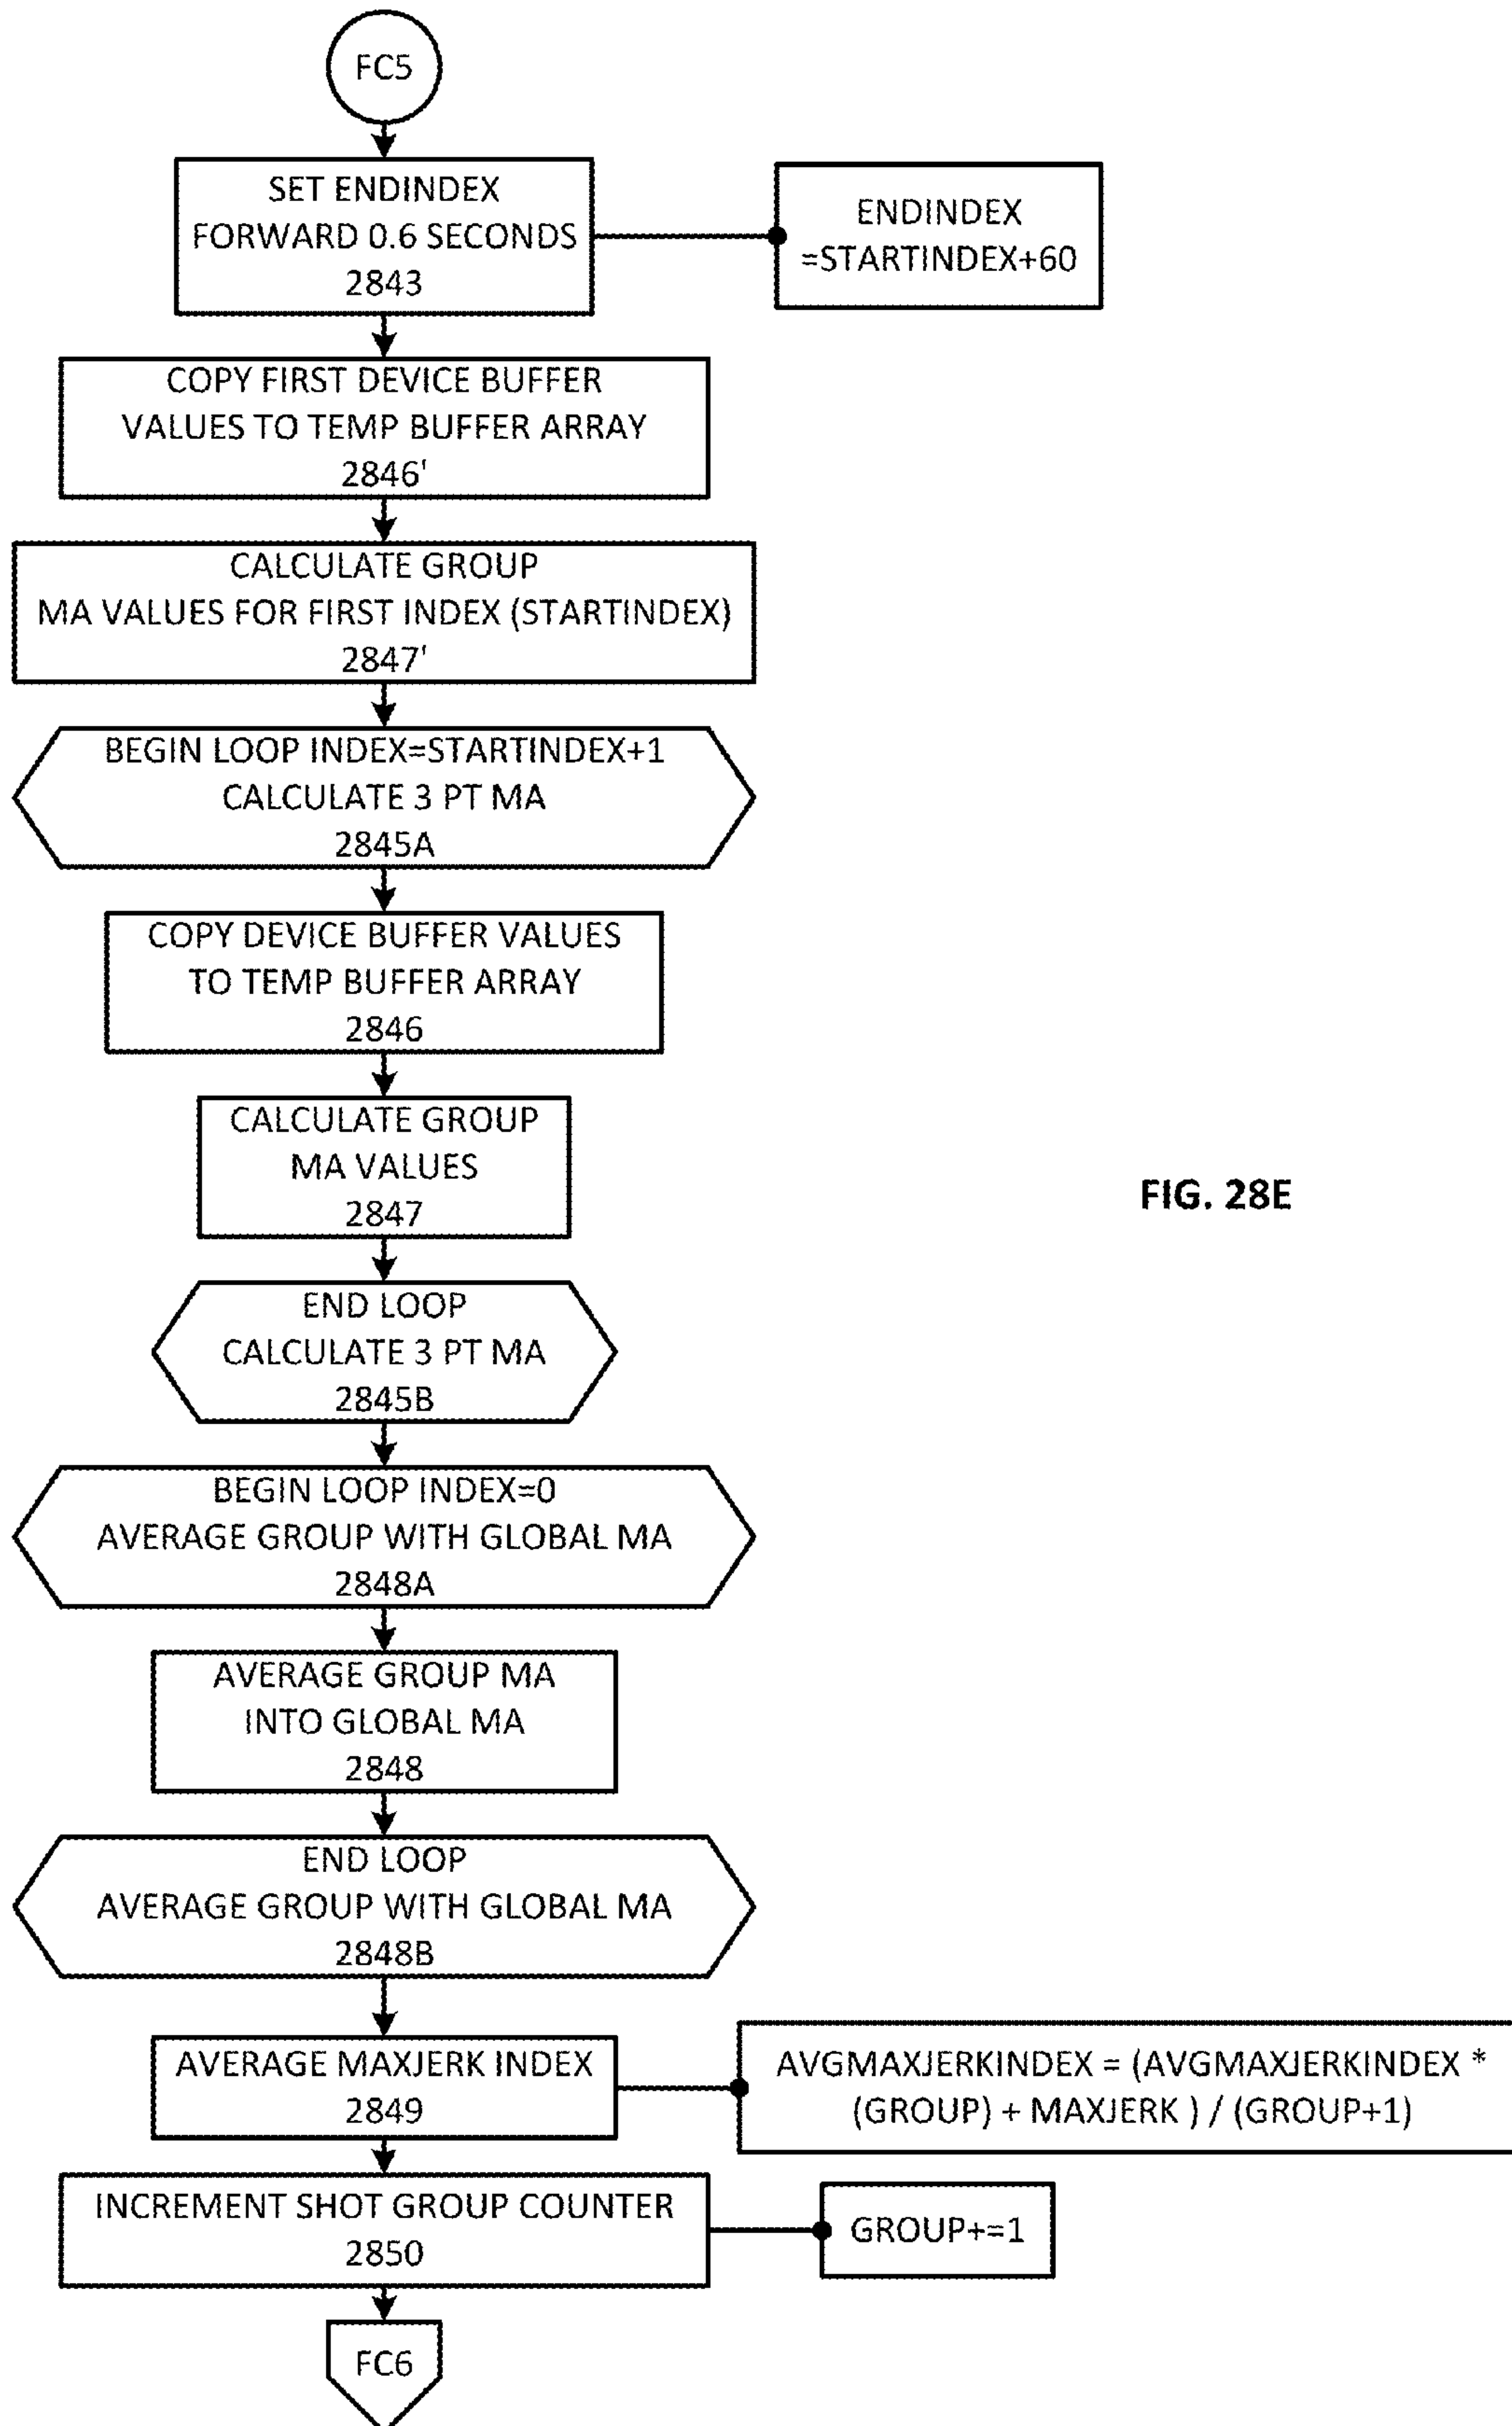 FC5
SET ENDINDEX
FORWARD 0.6 SECONDS
2843
ENDINDEX
=STARTINDEX+60
COPY FIRST DEVICE BUFFER
VALUES TO TEMP BUFFER ARRAY
2846'
CALCULATE GROUP
MA VALUES FOR FIRST INDEX (STARTINDEX)
2847'
BEGIN LOOP INDEX=STARTINDEX+1
CALCULATE 3 PT MA
2845A
COPY DEVICE BUFFER VALUES
TO TEMP BUFFER ARRAY
2846
CALCULATE GROUP
MA VALUES
2847
FIG. 28E
END LOOP
CALCULATE 3 PT MA
2845B
BEGIN LOOP INDEX=0
AVERAGE GROUP WITH GLOBAL MA
2848A
AVERAGE GROUP MA
INTO GLOBAL MA
2848
END LOOP
AVERAGE GROUP WITH GLOBAL MA
2848B
AVERAGE MAXJERK INDEX
2849
AVGMAXJERKINDEX = (AVGMAXJERKINDEX *
(GROUP) + MAXJERK ) / (GROUP+1)
INCREMENT SHOT GROUP COUNTER
2850
GROUP+=1
FC6